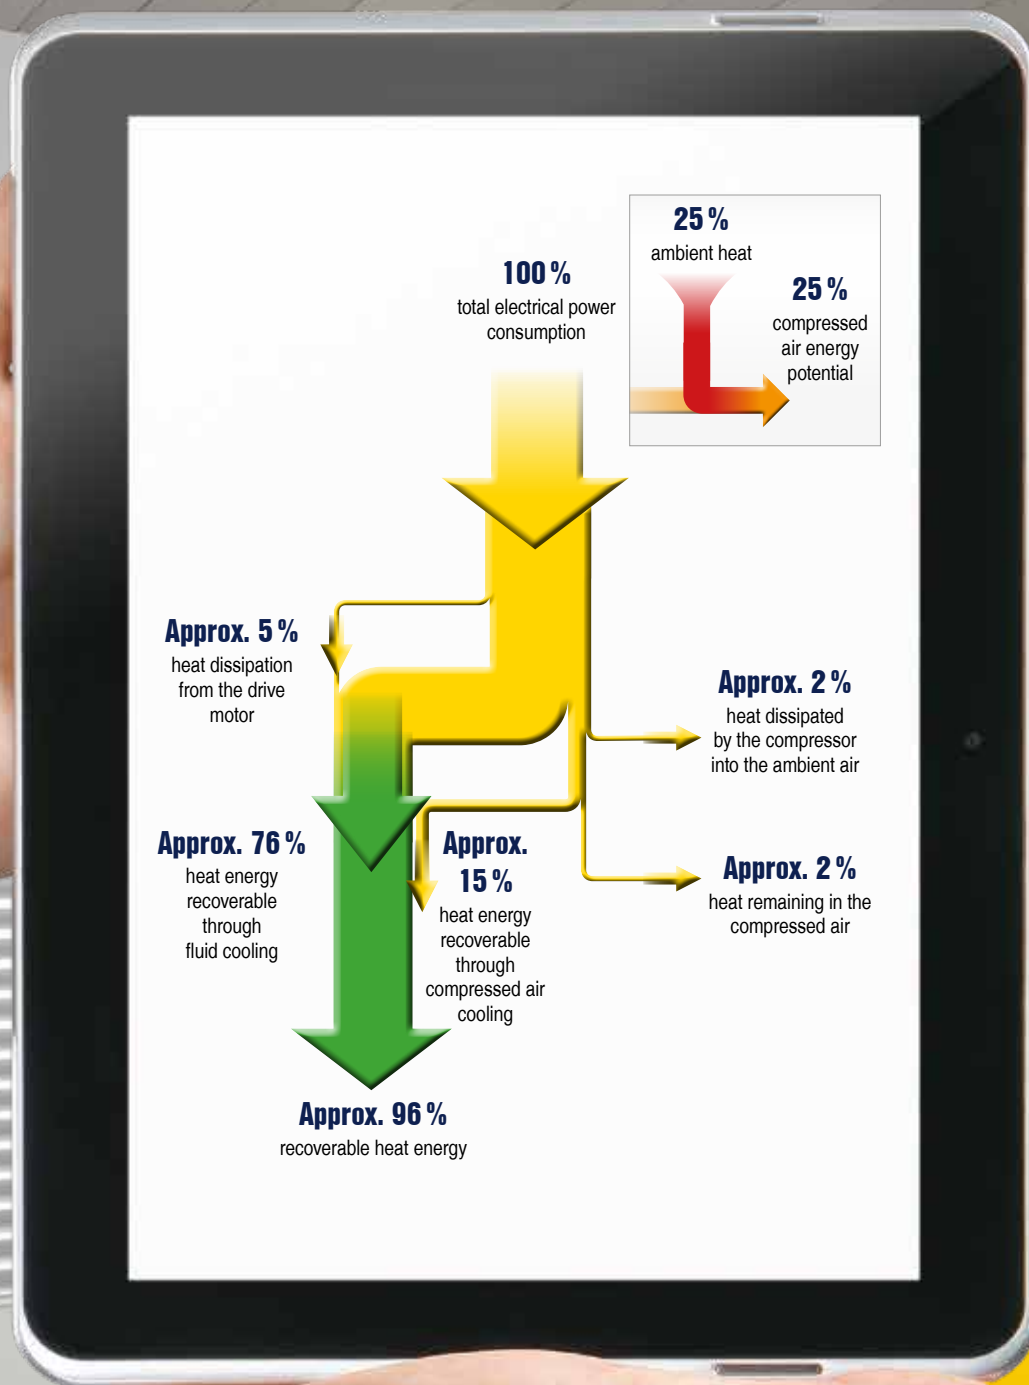 25 %
ambient heat
25 %
compressed
air energy
potential
100 %
total electrical power
consumption
Approx. 5 %
heat dissipation
from the drive
motor
Approx. 2 %
heat dissipated
by the compressor
into the ambient air
Approx. 76 %
heat energy
recoverable
through
fluid cooling
Approx.
15 %
heat energy
recoverable
through
compressed air
cooling
Approx. 2 %
heat remaining in the
compressed air
Approx. 96 %
recoverable heat energy